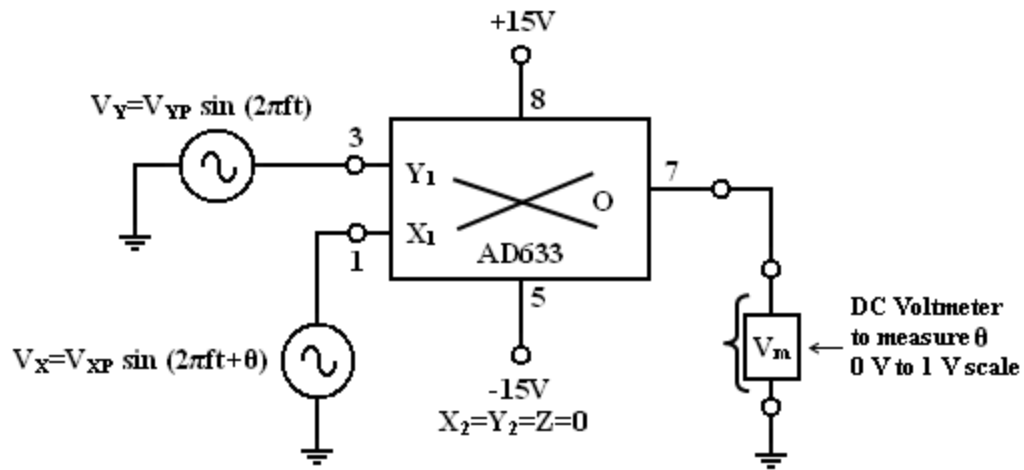 +15V
8
V_Y=V_YP sin (2πft)
3
7
Y₁
O
X₁
1
AD633
5
V_X=V_XP sin (2πft+θ)
-15V
X₂=Y₂=Z=0
V_m
DC Voltmeter
to measure θ
0 V to 1 V scale